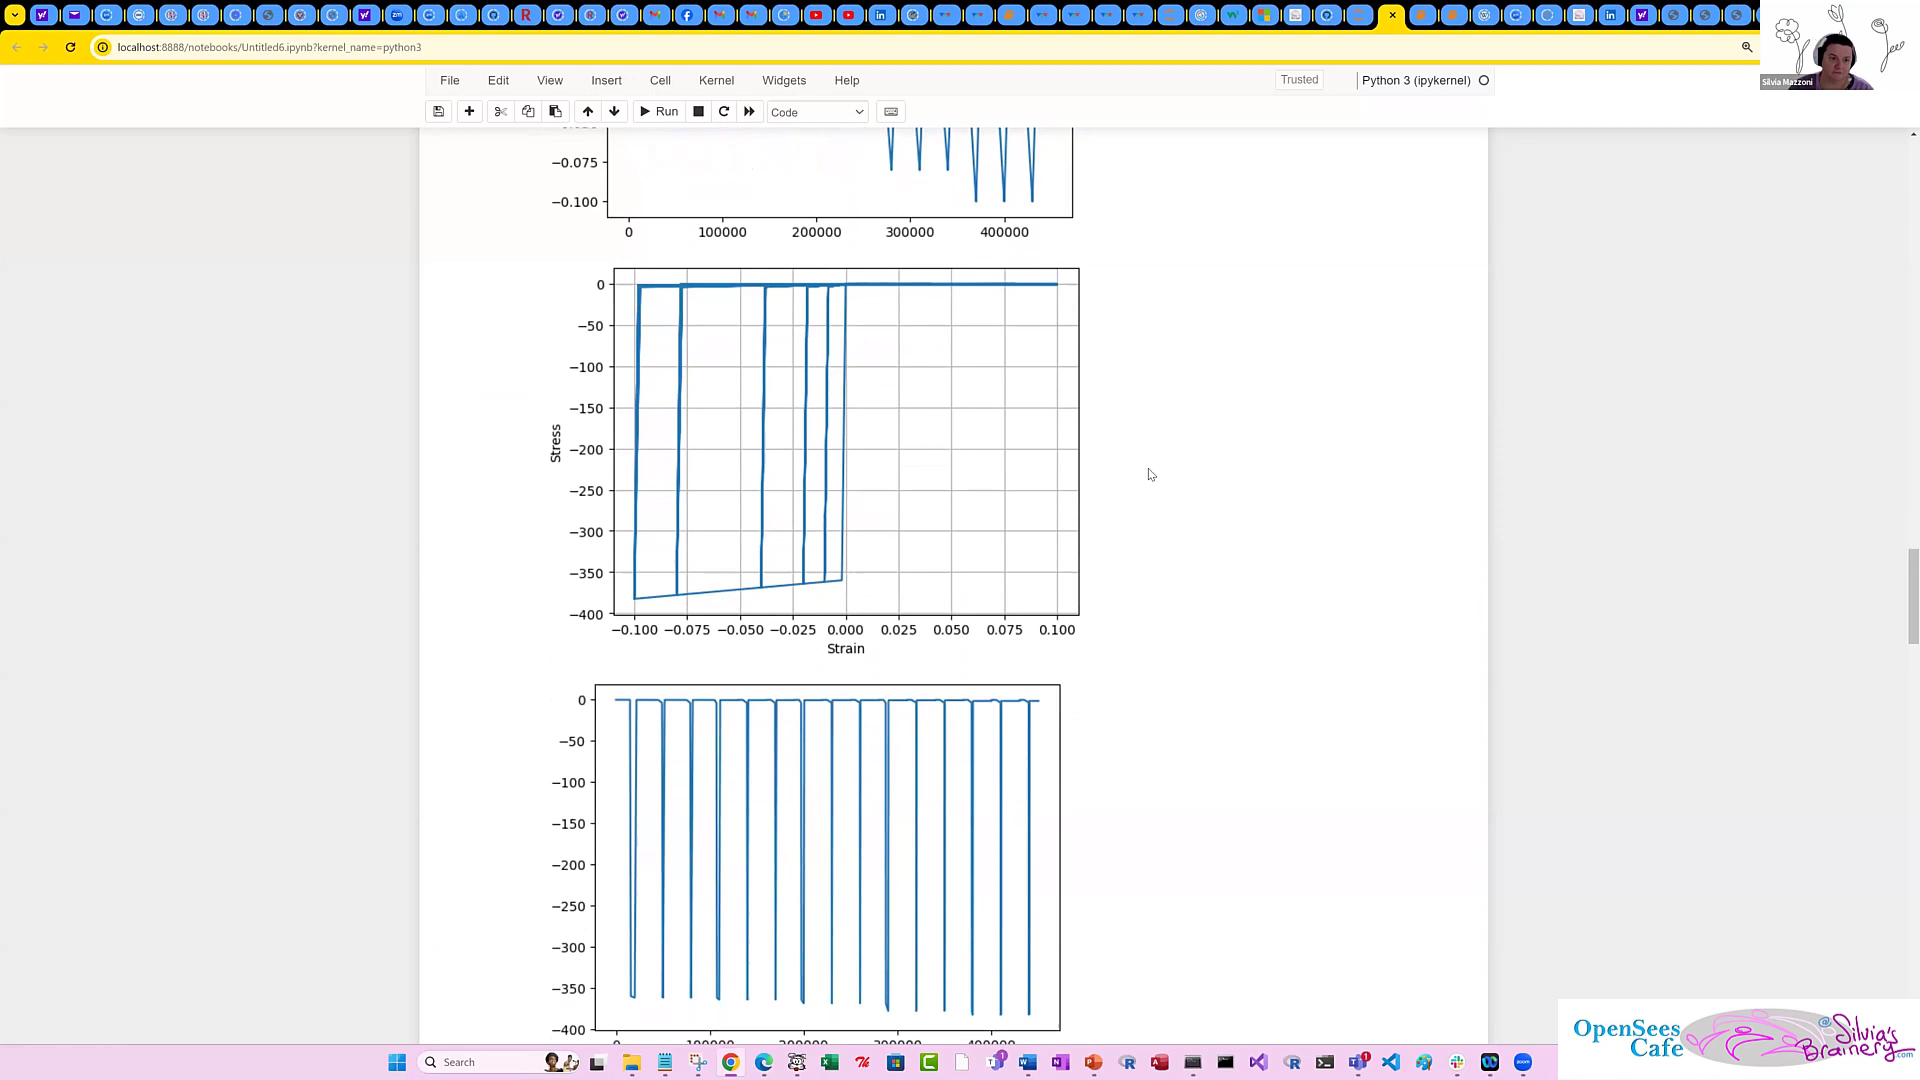 localhost:8888/notebooks/Untitled6.ipynb?kernel_name=python3
Silvia Mazzoni
File Edit View Insert Cell Kernel Widgets Help
Trusted
Python 3 (ipykernel)
Run
Code
−0.075
−0.100
0 100000 200000 300000 400000
0
−50
−100
−150
−200
−250
−300
−350
−400
Stress
−0.100 −0.075 −0.050 −0.025 0.000 0.025 0.050 0.075 0.100
Strain
0
−50
−100
−150
−200
−250
−300
−350
−400
OpenSees
Cafe
Silvia's
Brainery.com
Search